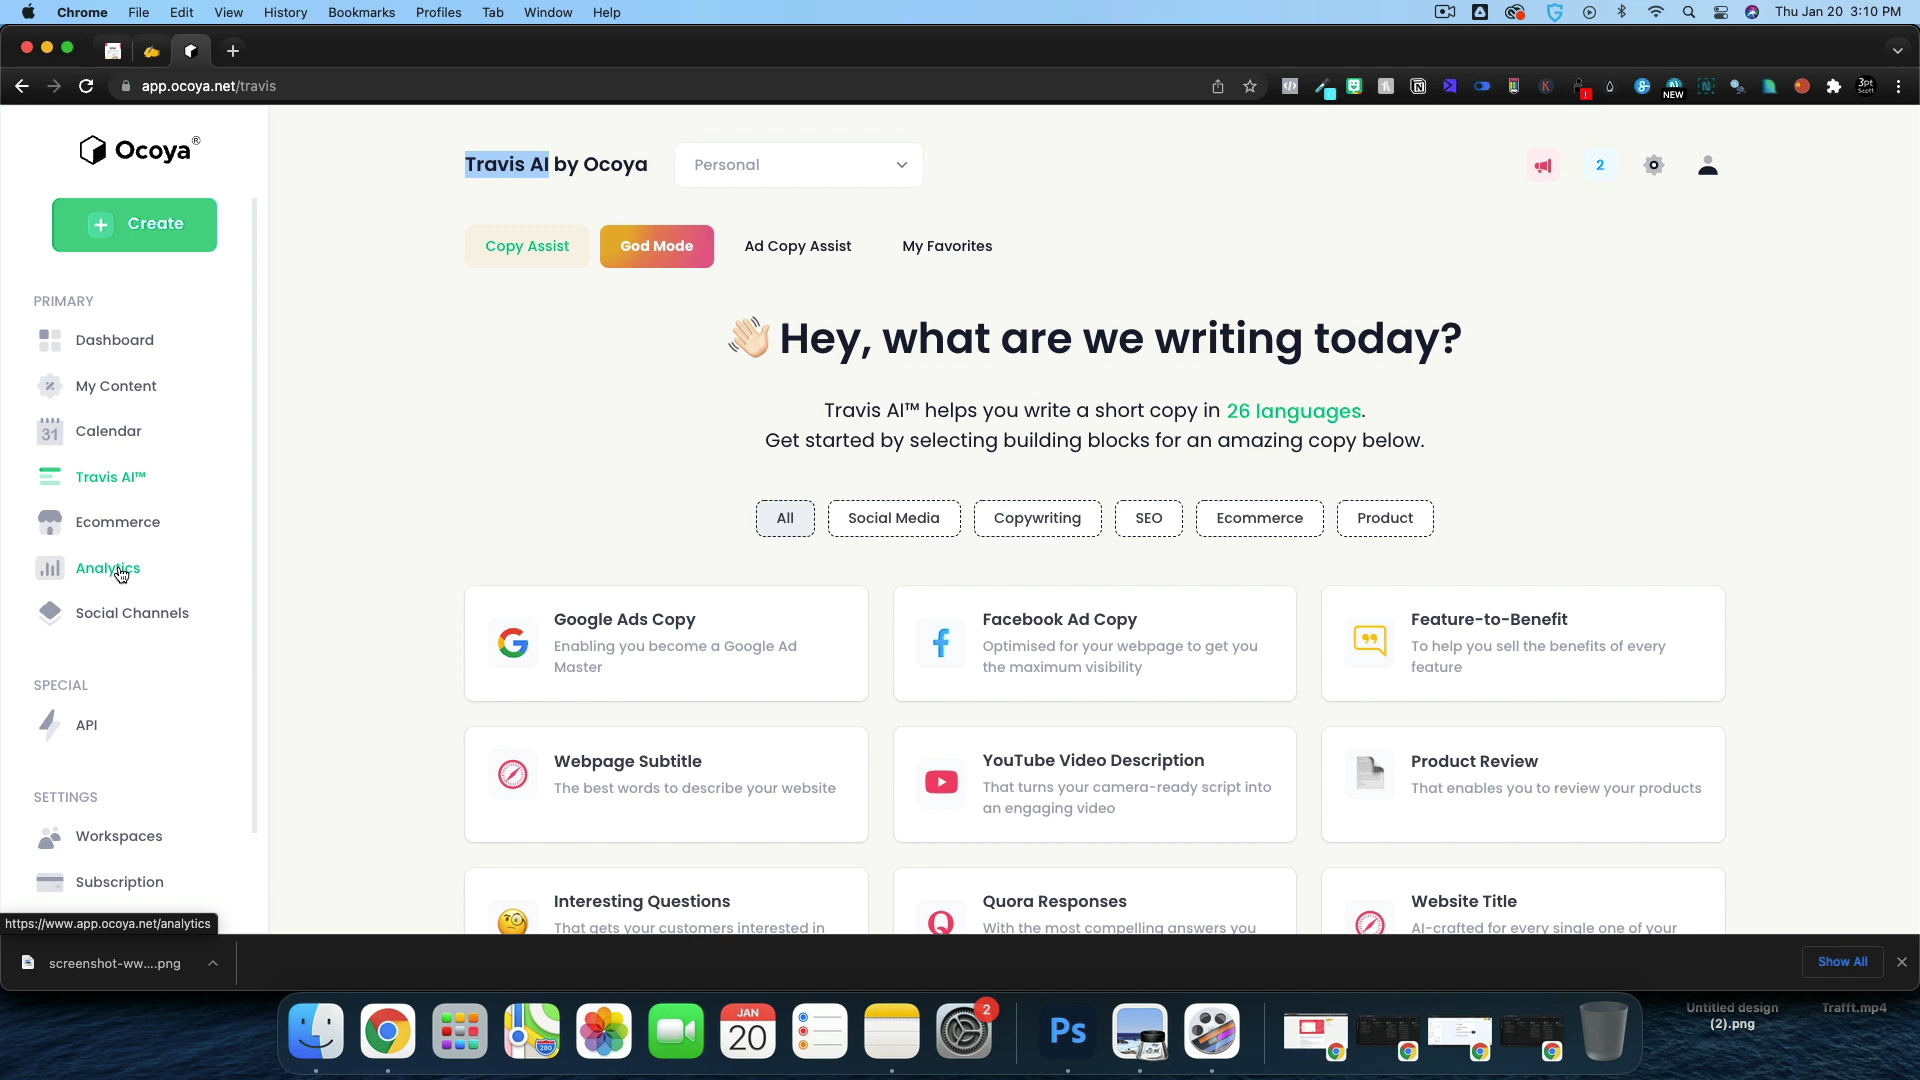 Chrome File Edit View History Bookmarks Profiles Tab Window Help
Thu Jan 20 3:10 PM
app.ocoya.net/travis
NEW
3pt
Scott
Ocoya®
Travis AI by Ocoya
Personal
2
+ Create
Copy Assist
God Mode
Ad Copy Assist
My Favorites
PRIMARY
Dashboard
My Content
31 Calendar
Travis AI™
Ecommerce
Analytics
Social Channels
SPECIAL
API
SETTINGS
Workspaces
Subscription
https://www.app.ocoya.net/analytics
👋🏻 Hey, what are we writing today?
Travis AI™ helps you write a short copy in 26 languages.
Get started by selecting building blocks for an amazing copy below.
All
Social Media
Copywriting
SEO
Ecommerce
Product
Google Ads Copy
Enabling you become a Google Ad
Master
Facebook Ad Copy
Optimised for your webpage to get you
the maximum visibility
Feature-to-Benefit
To help you sell the benefits of every
feature
Webpage Subtitle
The best words to describe your website
YouTube Video Description
That turns your camera-ready script into
an engaging video
Product Review
That enables you to review your products
Interesting Questions
That gets your customers interested in
Quora Responses
With the most compelling answers you
Website Title
AI-crafted for every single one of your
screenshot-ww....png
Show All
JAN
20
280
2
Ps
Untitled design
(2).png
Trafft.mp4